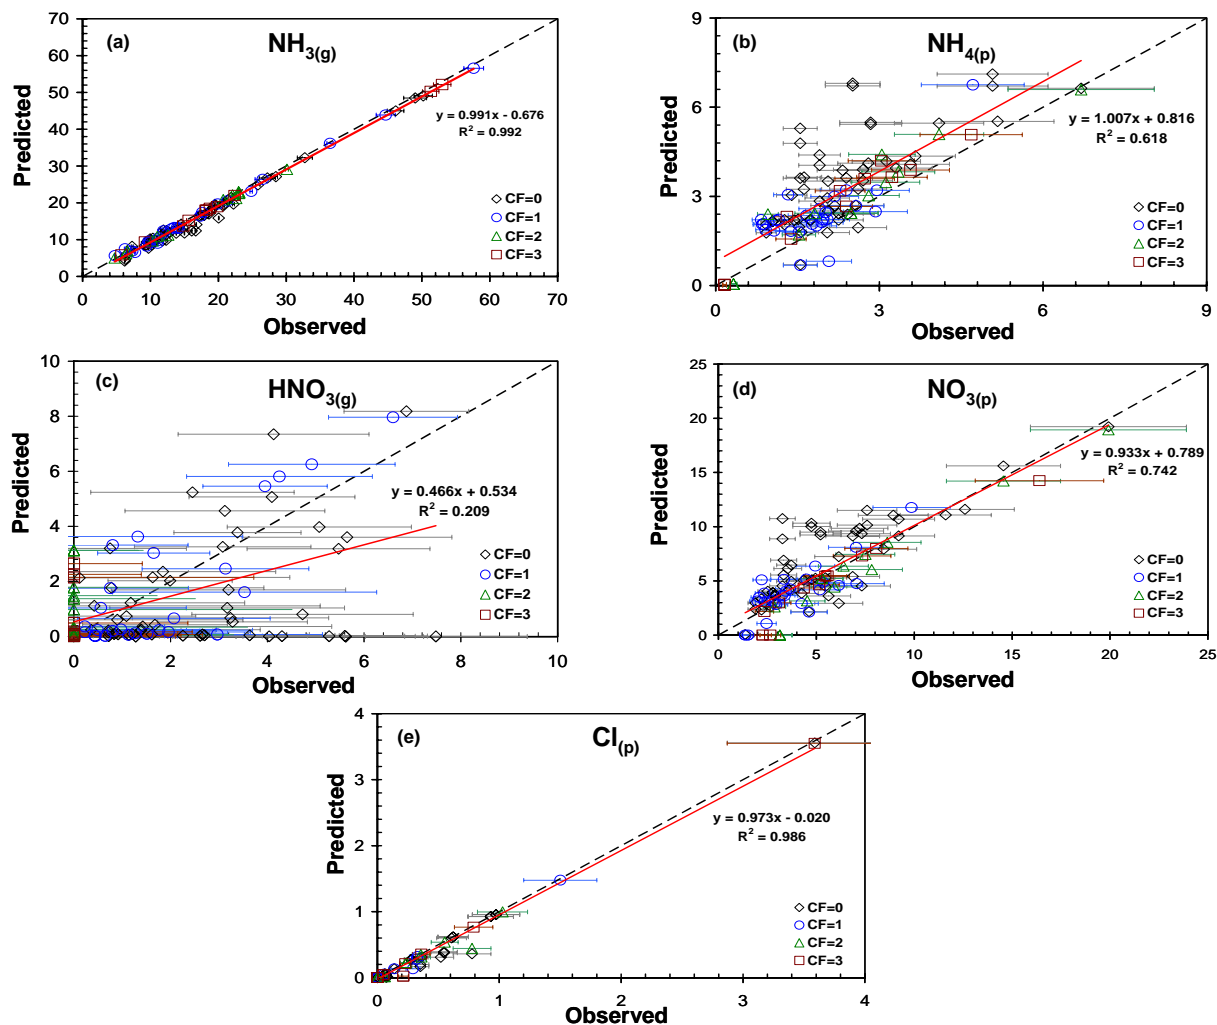 (a)
NH3(g)
70
60
50
40
30
20
10
0
Predicted
y = 0.991x - 0.676
R² = 0.992
CF=0
CF=1
CF=2
CF=3
0 10 20 30 40 50 60 70
Observed
(b)
NH4(p)
9
6
3
0
Predicted
y = 1.007x + 0.816
R² = 0.618
CF=0
CF=1
CF=2
CF=3
0 3 6 9
Observed
(c)
HNO3(g)
10
8
6
4
2
0
Predicted
y = 0.466x + 0.534
R² = 0.209
CF=0
CF=1
CF=2
CF=3
0 2 4 6 8 10
Observed
(d)
NO3(p)
25
20
15
10
5
0
Predicted
y = 0.933x + 0.789
R² = 0.742
CF=0
CF=1
CF=2
CF=3
0 5 10 15 20 25
Observed
(e)
Cl(p)
4
3
2
1
0
Predicted
y = 0.973x - 0.020
R² = 0.986
CF=0
CF=1
CF=2
CF=3
0 1 2 3 4
Observed